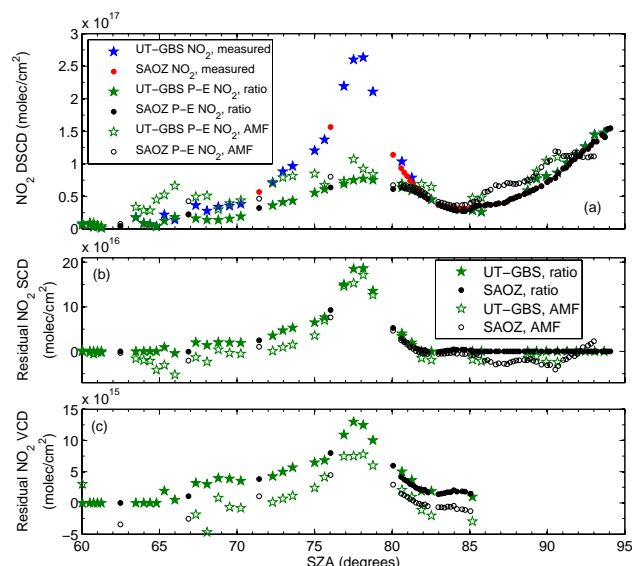 x 10^17
3
2.5
2
1.5
1
0.5
0
NO2 DSCD (molec/cm2)
UT−GBS NO2, measured
SAOZ NO2, measured
UT−GBS P−E NO2, ratio
SAOZ P−E NO2, ratio
UT−GBS P−E NO2, AMF
SAOZ P−E NO2, AMF
(a)
x 10^16
20
10
0
Residual NO2 SCD
(molec/cm2)
(b)
UT−GBS, ratio
SAOZ, ratio
UT−GBS, AMF
SAOZ, AMF
x 10^15
15
10
5
0
−5
Residual NO2 VCD
(molec/cm2)
(c)
60 65 70 75 80 85 90 95
SZA (degrees)